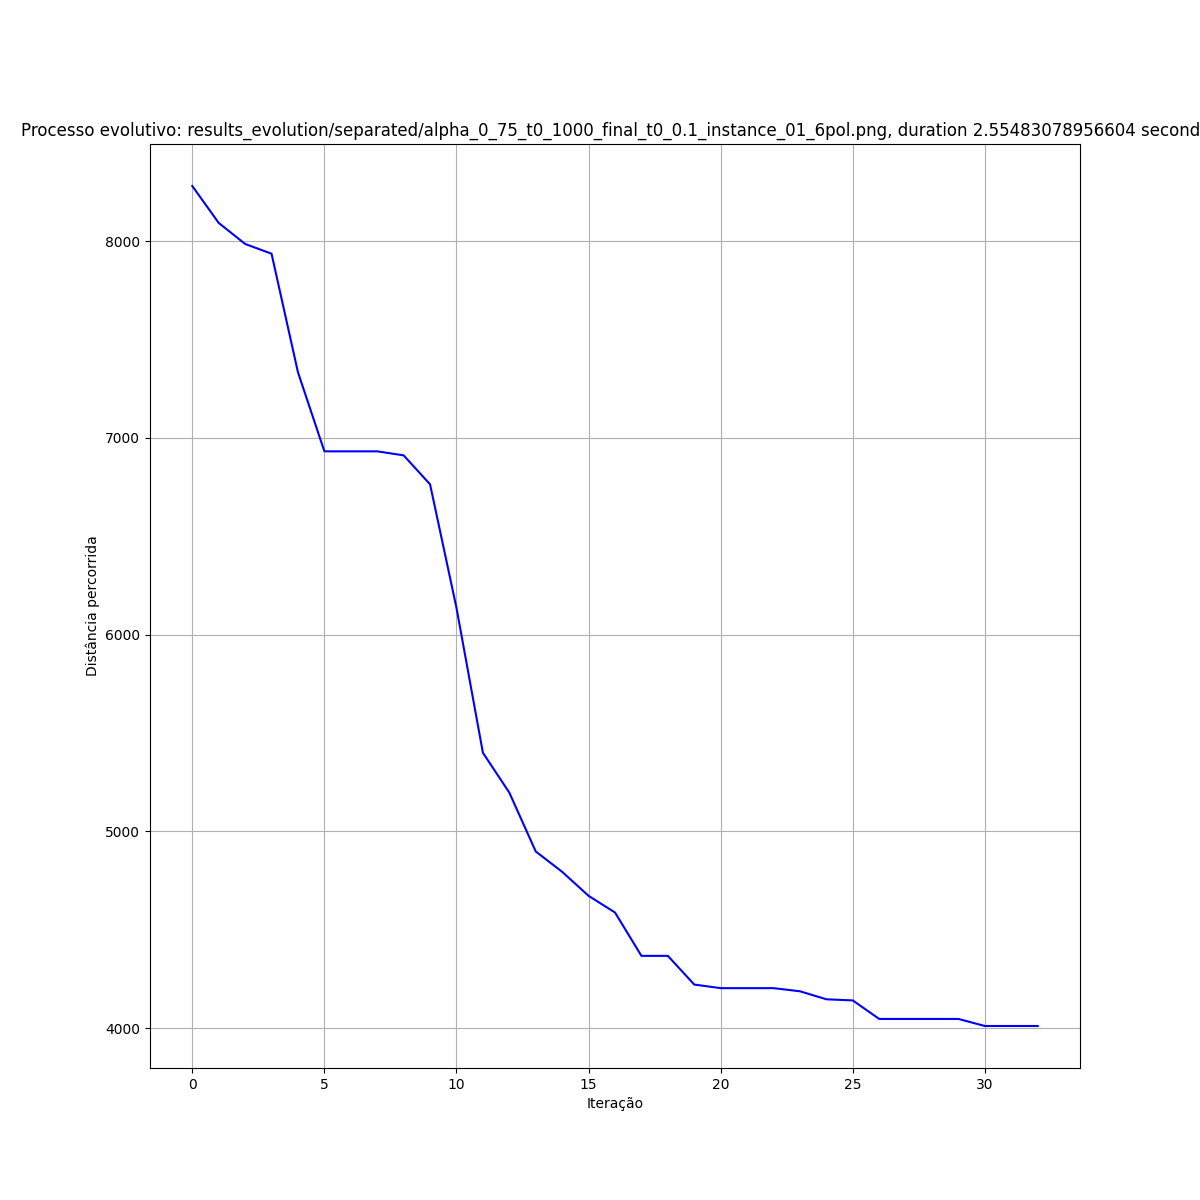 Processo evolutivo: results_evolution/separated/alpha_0_75_t0_1000_final_t0_0.1_instance_01_6pol.png, duration 2.55483078956604 second
8000
7000
6000
5000
4000
Distância percorrida
0 5 10 15 20 25 30
Iteração